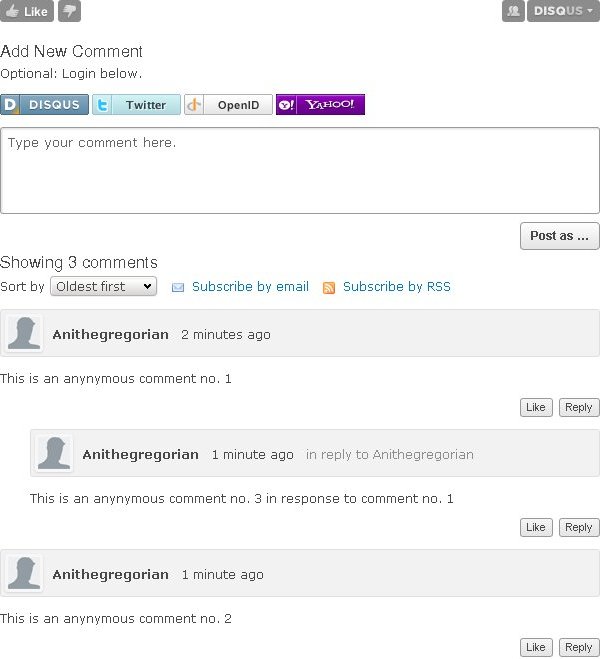 Like DISQUS
Add New Comment
Optional: Login below.
D DISQUS Twitter OpenID Y! YAHOO!
Type your comment here.
Post as ...
Showing 3 comments
Sort by Oldest first Subscribe by email Subscribe by RSS
Anithegregorian 2 minutes ago
This is an anynymous comment no. 1
Like Reply
Anithegregorian 1 minute ago in reply to Anithegregorian
This is an anynymous comment no. 3 in response to comment no. 1
Like Reply
Anithegregorian 1 minute ago
This is an anynymous comment no. 2
Like Reply